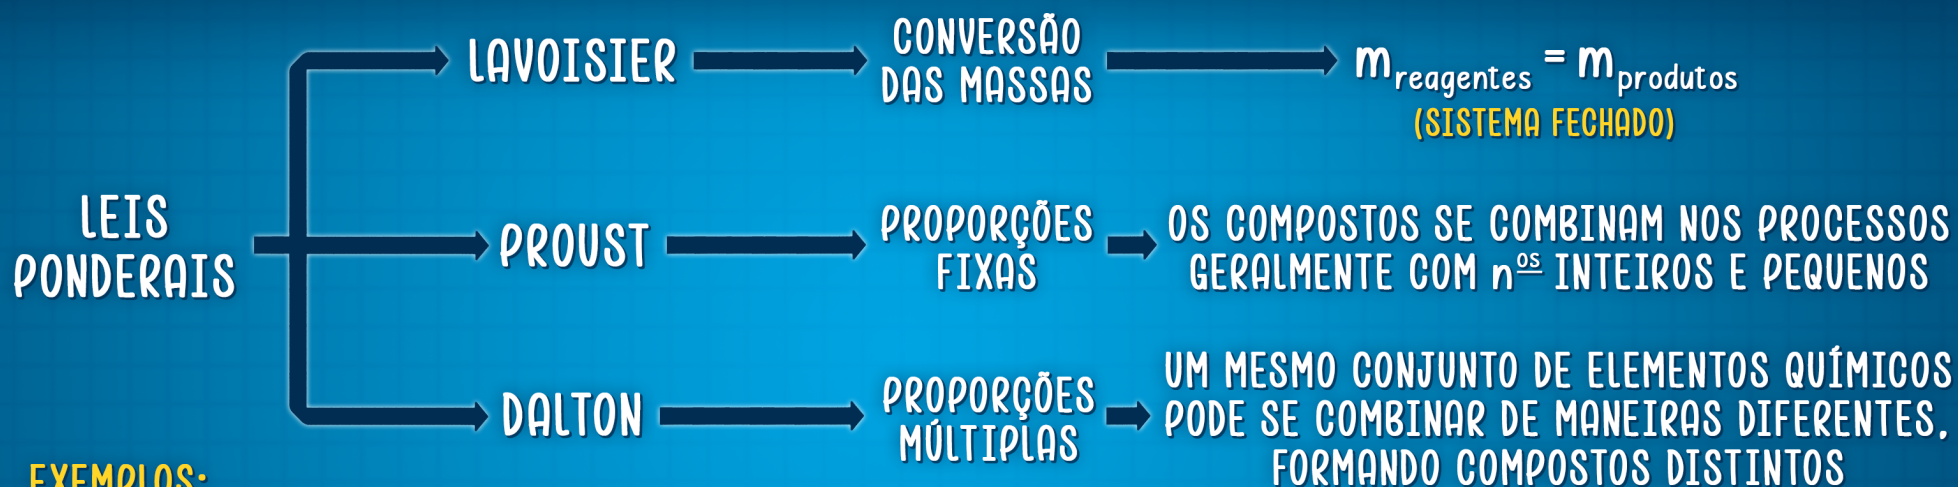 LEIS
PONDERAIS
LAVOISIER
CONVERSÃO
DAS MASSAS
m reagentes = m produtos
(SISTEMA FECHADO)
PROUST
PROPORÇÕES
FIXAS
OS COMPOSTOS SE COMBINAM NOS PROCESSOS
GERALMENTE COM nos INTEIROS E PEQUENOS
DALTON
PROPORÇÕES
MÚLTIPLAS
UM MESMO CONJUNTO DE ELEMENTOS QUÍMICOS
PODE SE COMBINAR DE MANEIRAS DIFERENTES,
FORMANDO COMPOSTOS DISTINTOS
EXEMPLOS: